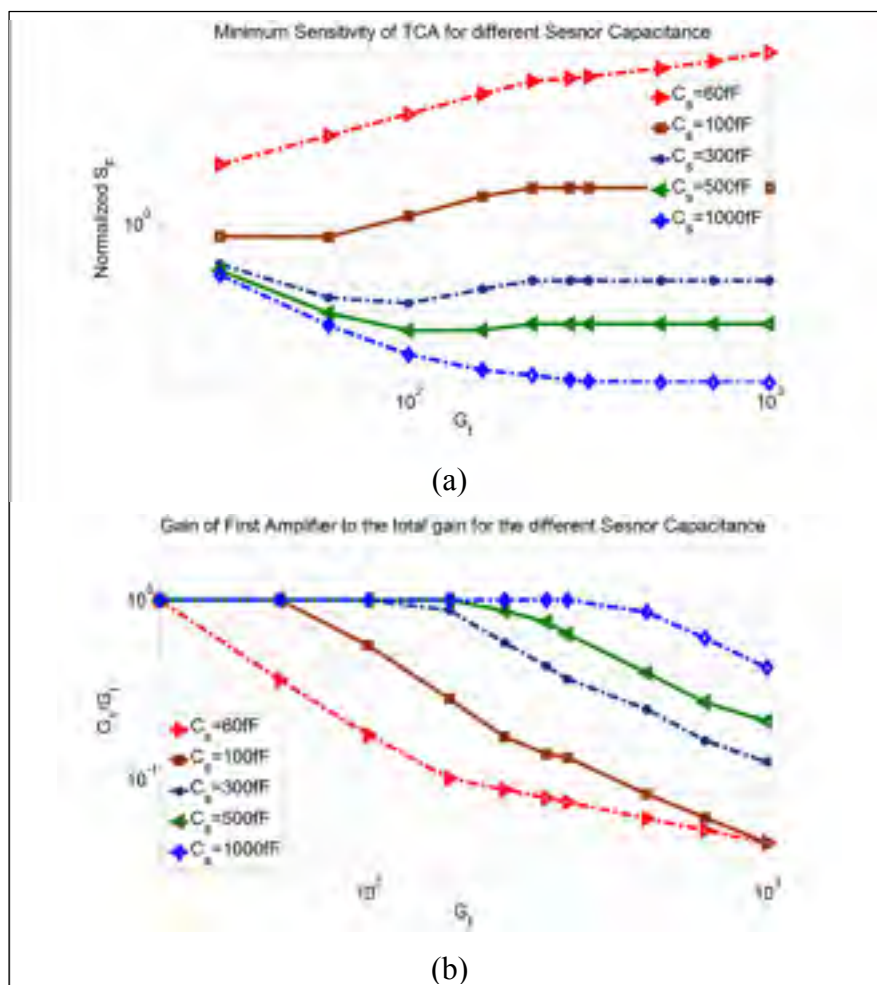 Minimum Sensitivity of TCA for different Sesnor Capacitance
Normalized S_F
10^0
C_s=60fF
C_s=100fF
C_s=300fF
C_s=500fF
C_s=1000fF
10^2
10^3
G_t
(a)
Gain of First Amplifier to the total gain for the different Sesnor Capacitance
10^0
10^-1
C_s=60fF
C_s=100fF
C_s=300fF
C_s=500fF
C_s=1000fF
10^2
10^3
(b)